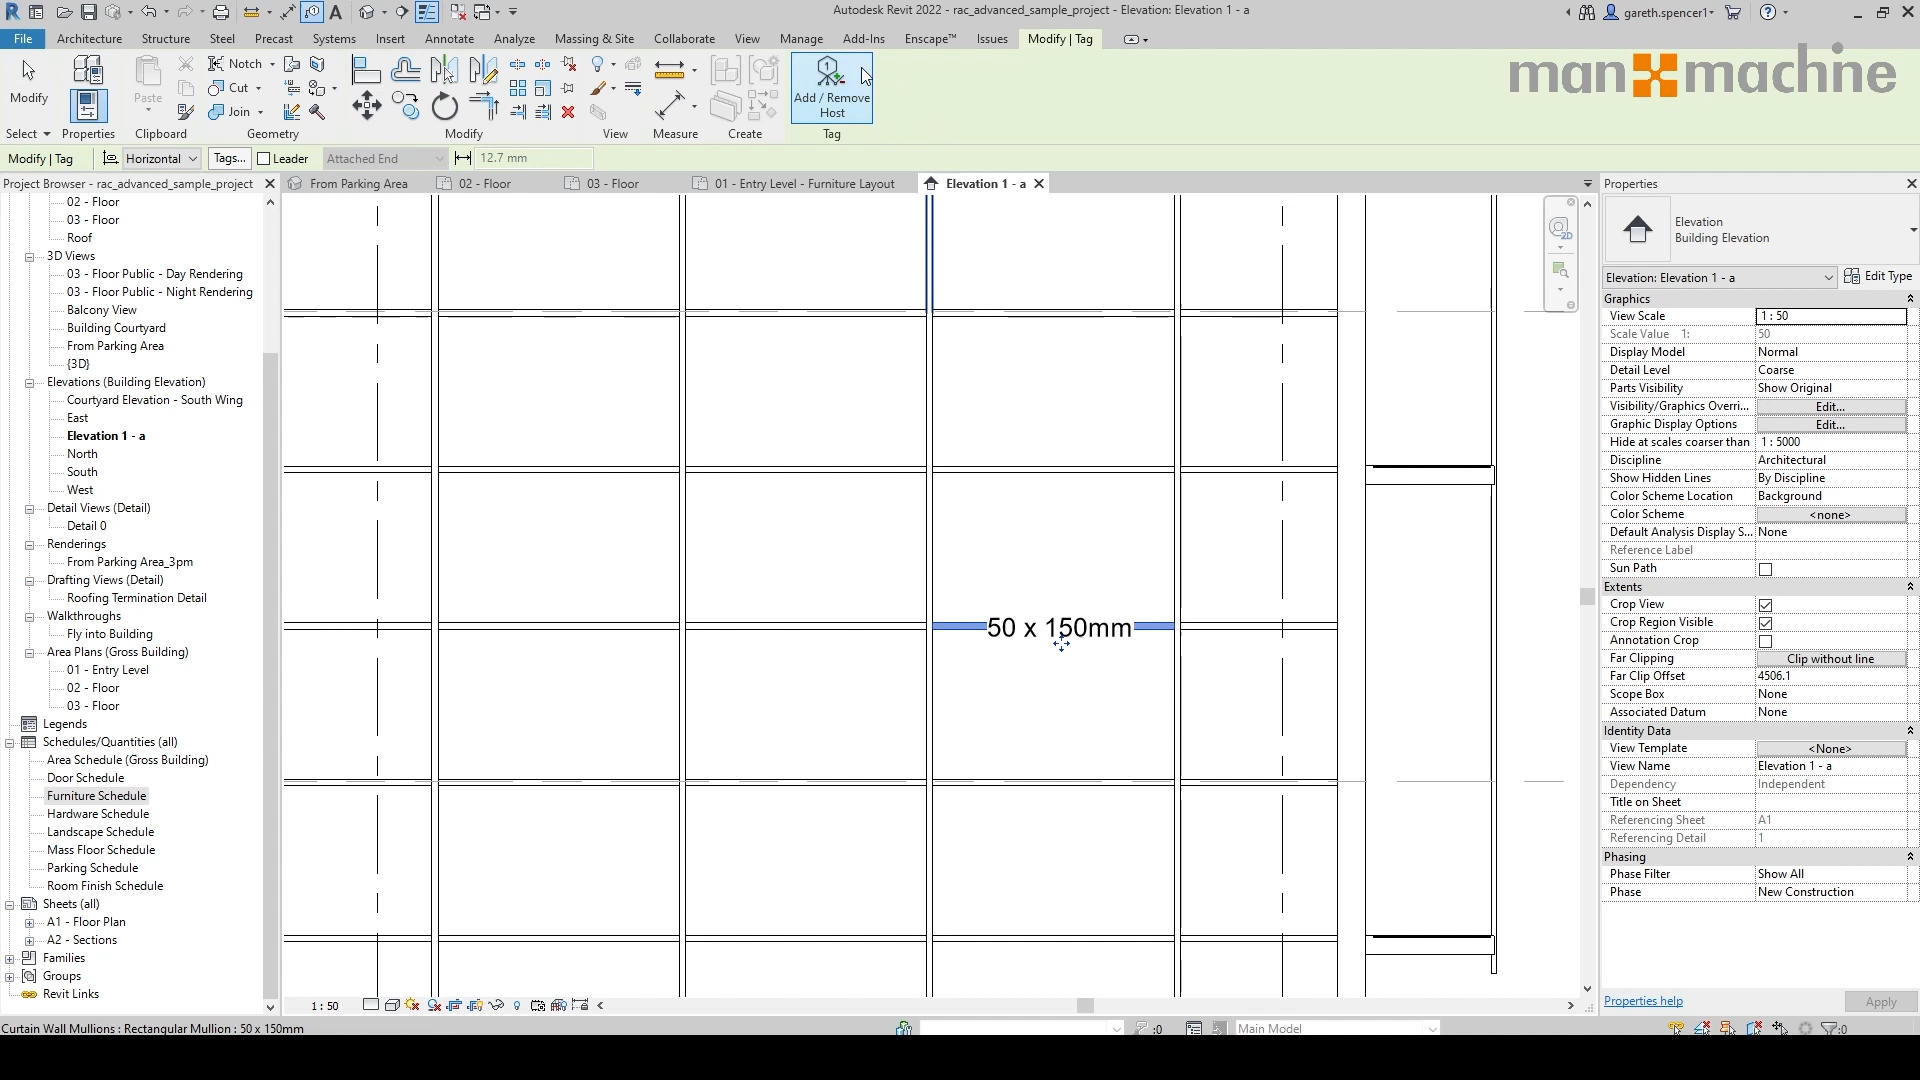 Autodesk Revit 2022 - rac_advanced_sample_project - Elevation: Elevation 1 - a
gareth.spencer1
File Architecture Structure Steel Precast Systems Insert Annotate Analyze Massing & Site Collaborate View Manage Add-Ins Enscape™ Issues Modify | Tag
man machine
Modify
Paste
Notch
Cut
Join
Add / Remove
Host
Select Properties Clipboard Geometry Modify View Measure Create Tag
Modify | Tag Horizontal Tags... Leader Attached End 12.7 mm
Project Browser - rac_advanced_sample_project
From Parking Area 02 - Floor 03 - Floor 01 - Entry Level - Furniture Layout Elevation 1 - a
02 - Floor
03 - Floor
Roof
3D Views
03 - Floor Public - Day Rendering
03 - Floor Public - Night Rendering
Balcony View
Building Courtyard
From Parking Area
{3D}
Elevations (Building Elevation)
Courtyard Elevation - South Wing
East
Elevation 1 - a
North
South
West
Detail Views (Detail)
Detail 0
Renderings
From Parking Area_3pm
Drafting Views (Detail)
Roofing Termination Detail
Walkthroughs
Fly into Building
Area Plans (Gross Building)
01 - Entry Level
02 - Floor
03 - Floor
Legends
Schedules/Quantities (all)
Area Schedule (Gross Building)
Door Schedule
Furniture Schedule
Hardware Schedule
Landscape Schedule
Mass Floor Schedule
Parking Schedule
Room Finish Schedule
Sheets (all)
A1 - Floor Plan
A2 - Sections
Families
Groups
Revit Links
2D
50 x 150mm
1 : 50
Properties
Elevation
Building Elevation
Elevation: Elevation 1 - a Edit Type
Graphics
View Scale 1 : 50
Scale Value 1: 50
Display Model Normal
Detail Level Coarse
Parts Visibility Show Original
Visibility/Graphics Overri... Edit...
Graphic Display Options Edit...
Hide at scales coarser than 1 : 5000
Discipline Architectural
Show Hidden Lines By Discipline
Color Scheme Location Background
Color Scheme <none>
Default Analysis Display S... None
Reference Label
Sun Path
Extents
Crop View
Crop Region Visible
Annotation Crop
Far Clipping Clip without line
Far Clip Offset 4506.1
Scope Box None
Associated Datum None
Identity Data
View Template <None>
View Name Elevation 1 - a
Dependency Independent
Title on Sheet
Referencing Sheet A1
Referencing Detail 1
Phasing
Phase Filter Show All
Phase New Construction
Properties help Apply
Curtain Wall Mullions : Rectangular Mullion : 50 x 150mm :0 Main Model :0